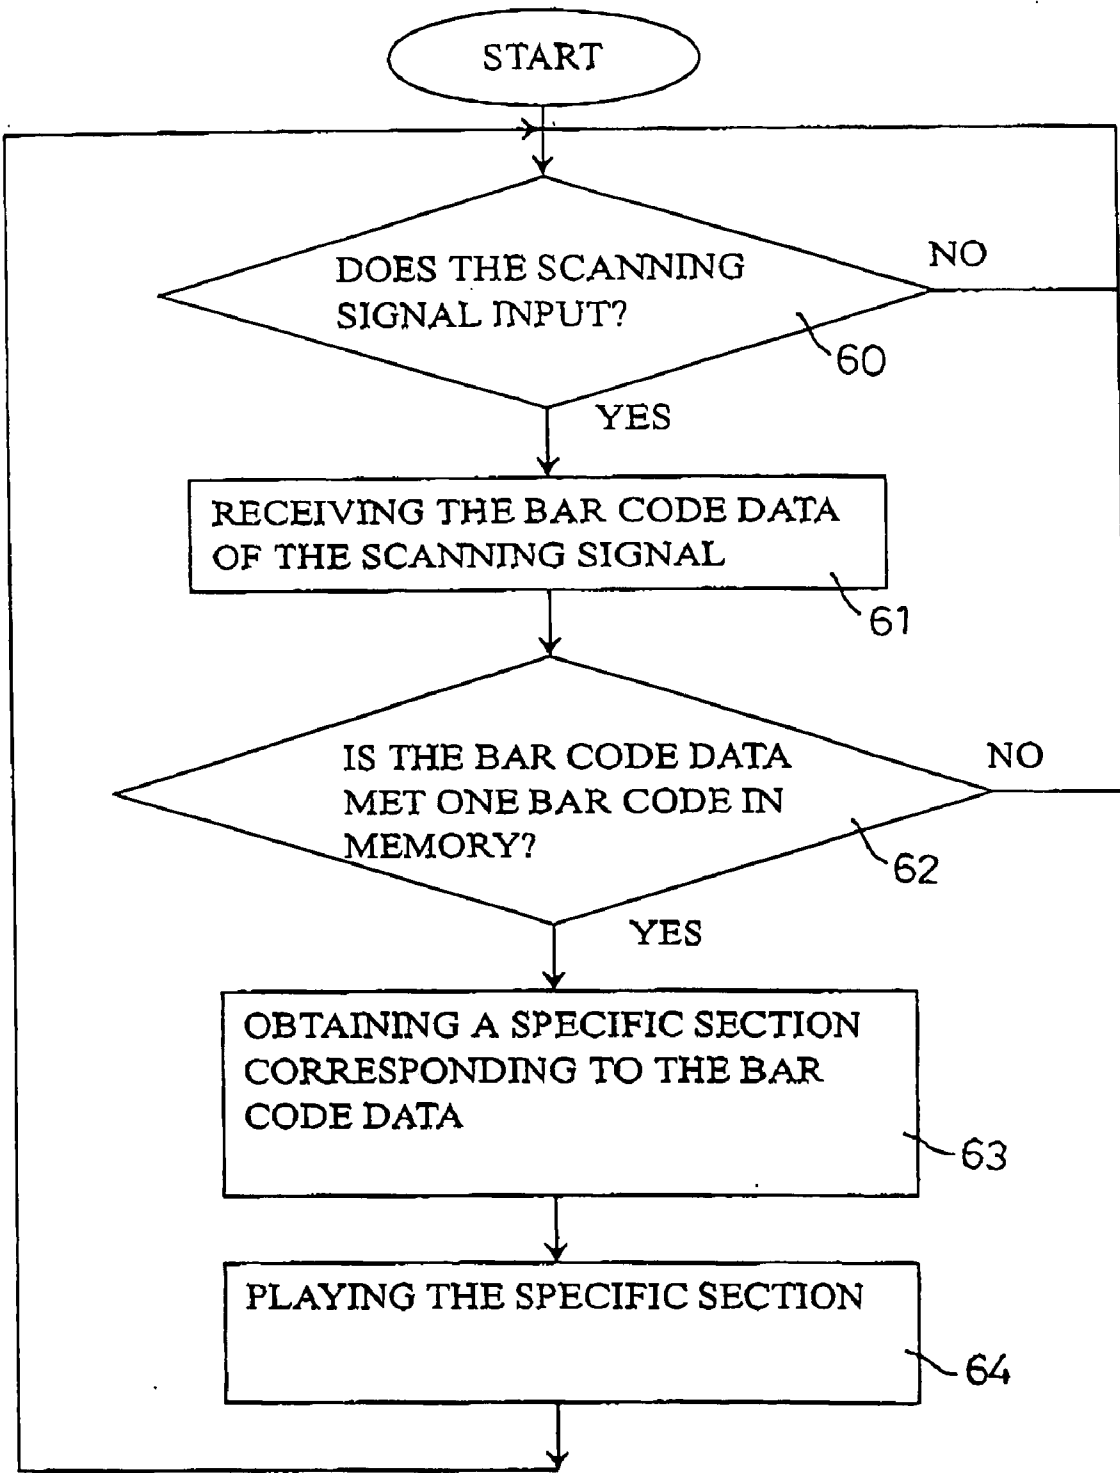 START
DOES THE SCANNING
SIGNAL INPUT?
NO
60
YES
RECEIVING THE BAR CODE DATA
OF THE SCANNING SIGNAL
61
IS THE BAR CODE DATA
MET ONE BAR CODE IN
MEMORY?
NO
62
YES
OBTAINING A SPECIFIC SECTION
CORRESPONDING TO THE BAR
CODE DATA
63
PLAYING THE SPECIFIC SECTION
64